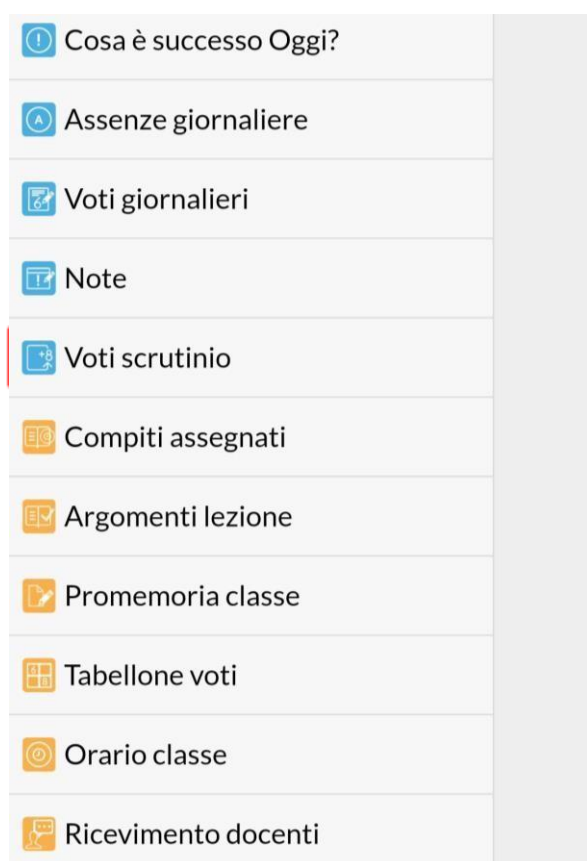 Cosa è successo Oggi?
Assenze giornaliere
Voti giornalieri
Note
Voti scrutinio
Compiti assegnati
Argomenti lezione
Promemoria classe
Tabellone voti
Orario classe
Ricevimento docenti